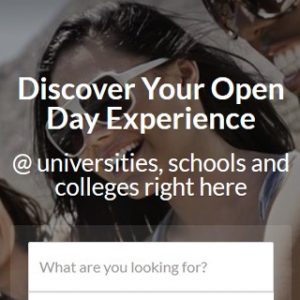 Discover Your Open
Day Experience
@ universities, schools and
colleges right here
What are you looking for?